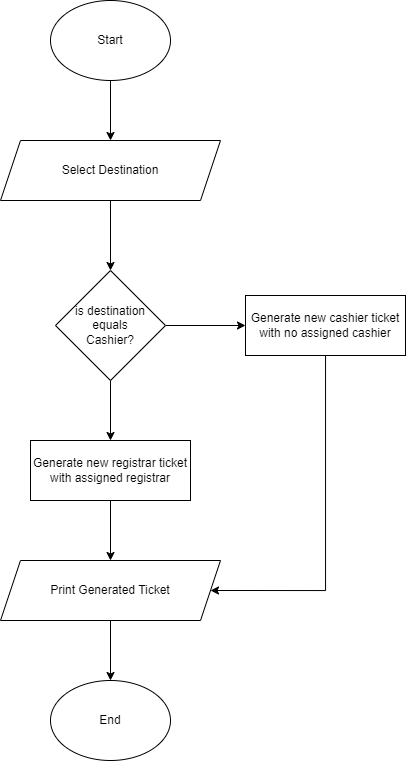 Start
Select Destination
is destination
equals
Cashier?
Generate new cashier ticket
with no assigned cashier
Generate new registrar ticket
with assigned registrar
Print Generated Ticket
End